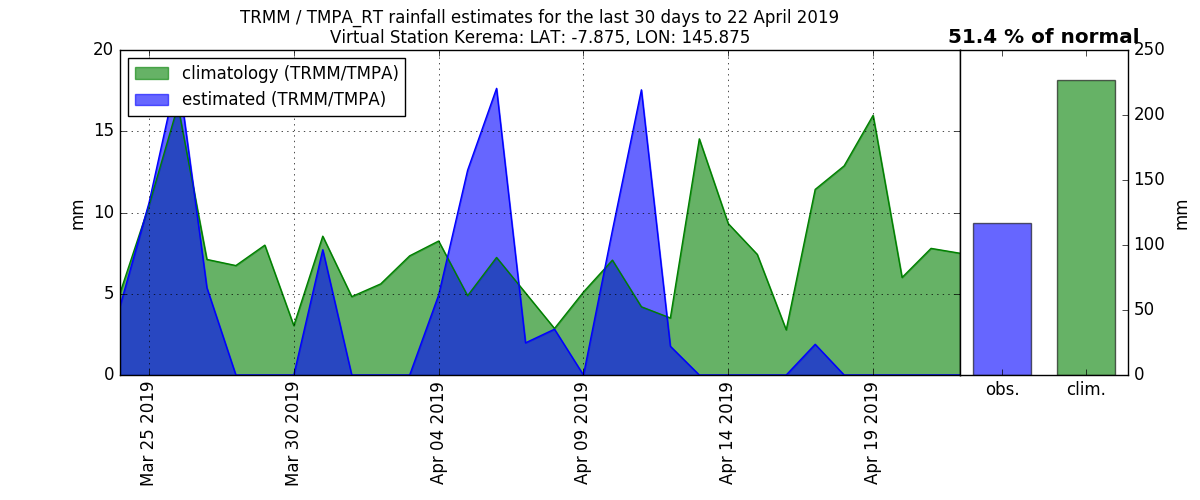 TRMM / TMPA_RT rainfall estimates for the last 30 days to 22 April 2019
Virtual Station Kerema: LAT: -7.875, LON: 145.875
51.4 % of normal
climatology (TRMM/TMPA)
estimated (TRMM/TMPA)
20
15
10
5
0
mm
Mar 25 2019
Mar 30 2019
Apr 04 2019
Apr 09 2019
Apr 14 2019
Apr 19 2019
obs.
clim.
250
200
150
100
50
0
mm